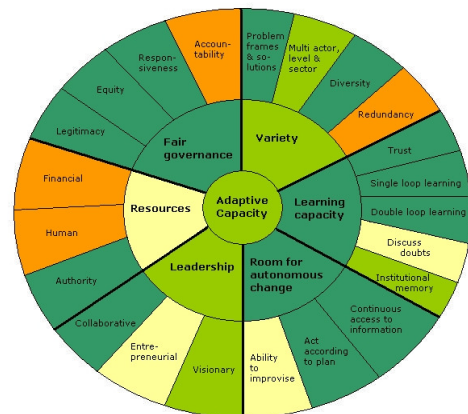 Adaptive
Capacity
Variety
Problem
frames
& so-
lutions
Multi actor,
level &
sector
Diversity
Redundancy
Learning
capacity
Trust
Single loop learning
Double loop learning
Discuss
doubts
Institutional
memory
Room for
autonomous
change
Continuous
access to
information
Act
according
to plan
Ability
to
improvise
Leadership
Visionary
Entre-
preneurial
Collaborative
Resources
Authority
Human
Financial
Fair
governance
Legitimacy
Equity
Respon-
siveness
Accoun-
tability